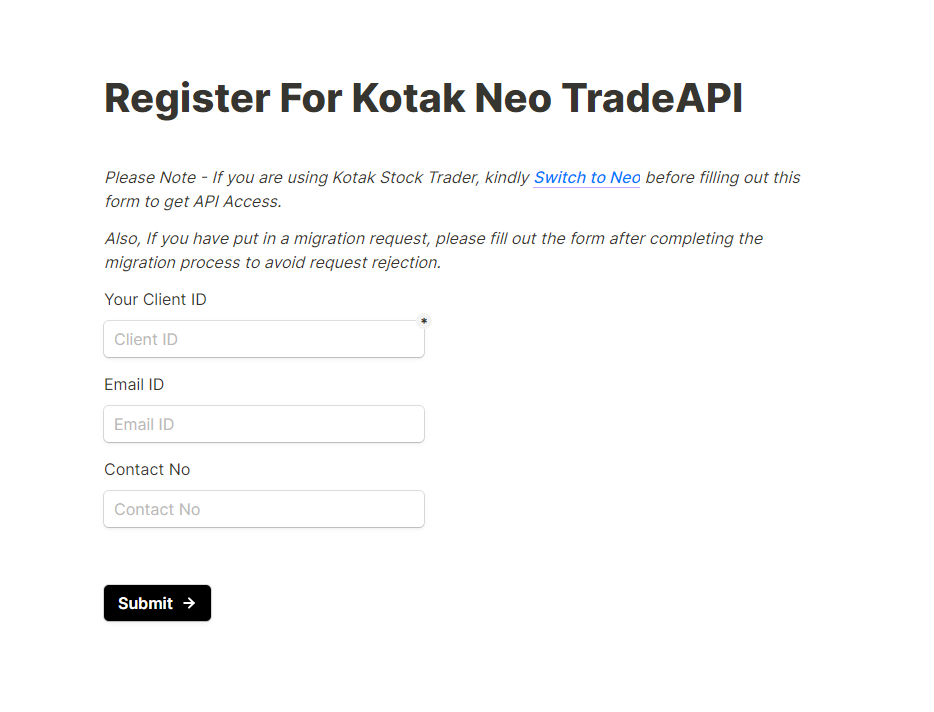 Register For Kotak Neo TradeAPI
Please Note - If you are using Kotak Stock Trader, kindly Switch to Neo before filling out this
form to get API Access.
Also, If you have put in a migration request, please fill out the form after completing the
migration process to avoid request rejection.
Your Client ID
*
Client ID
Email ID
Email ID
Contact No
Contact No
Submit →